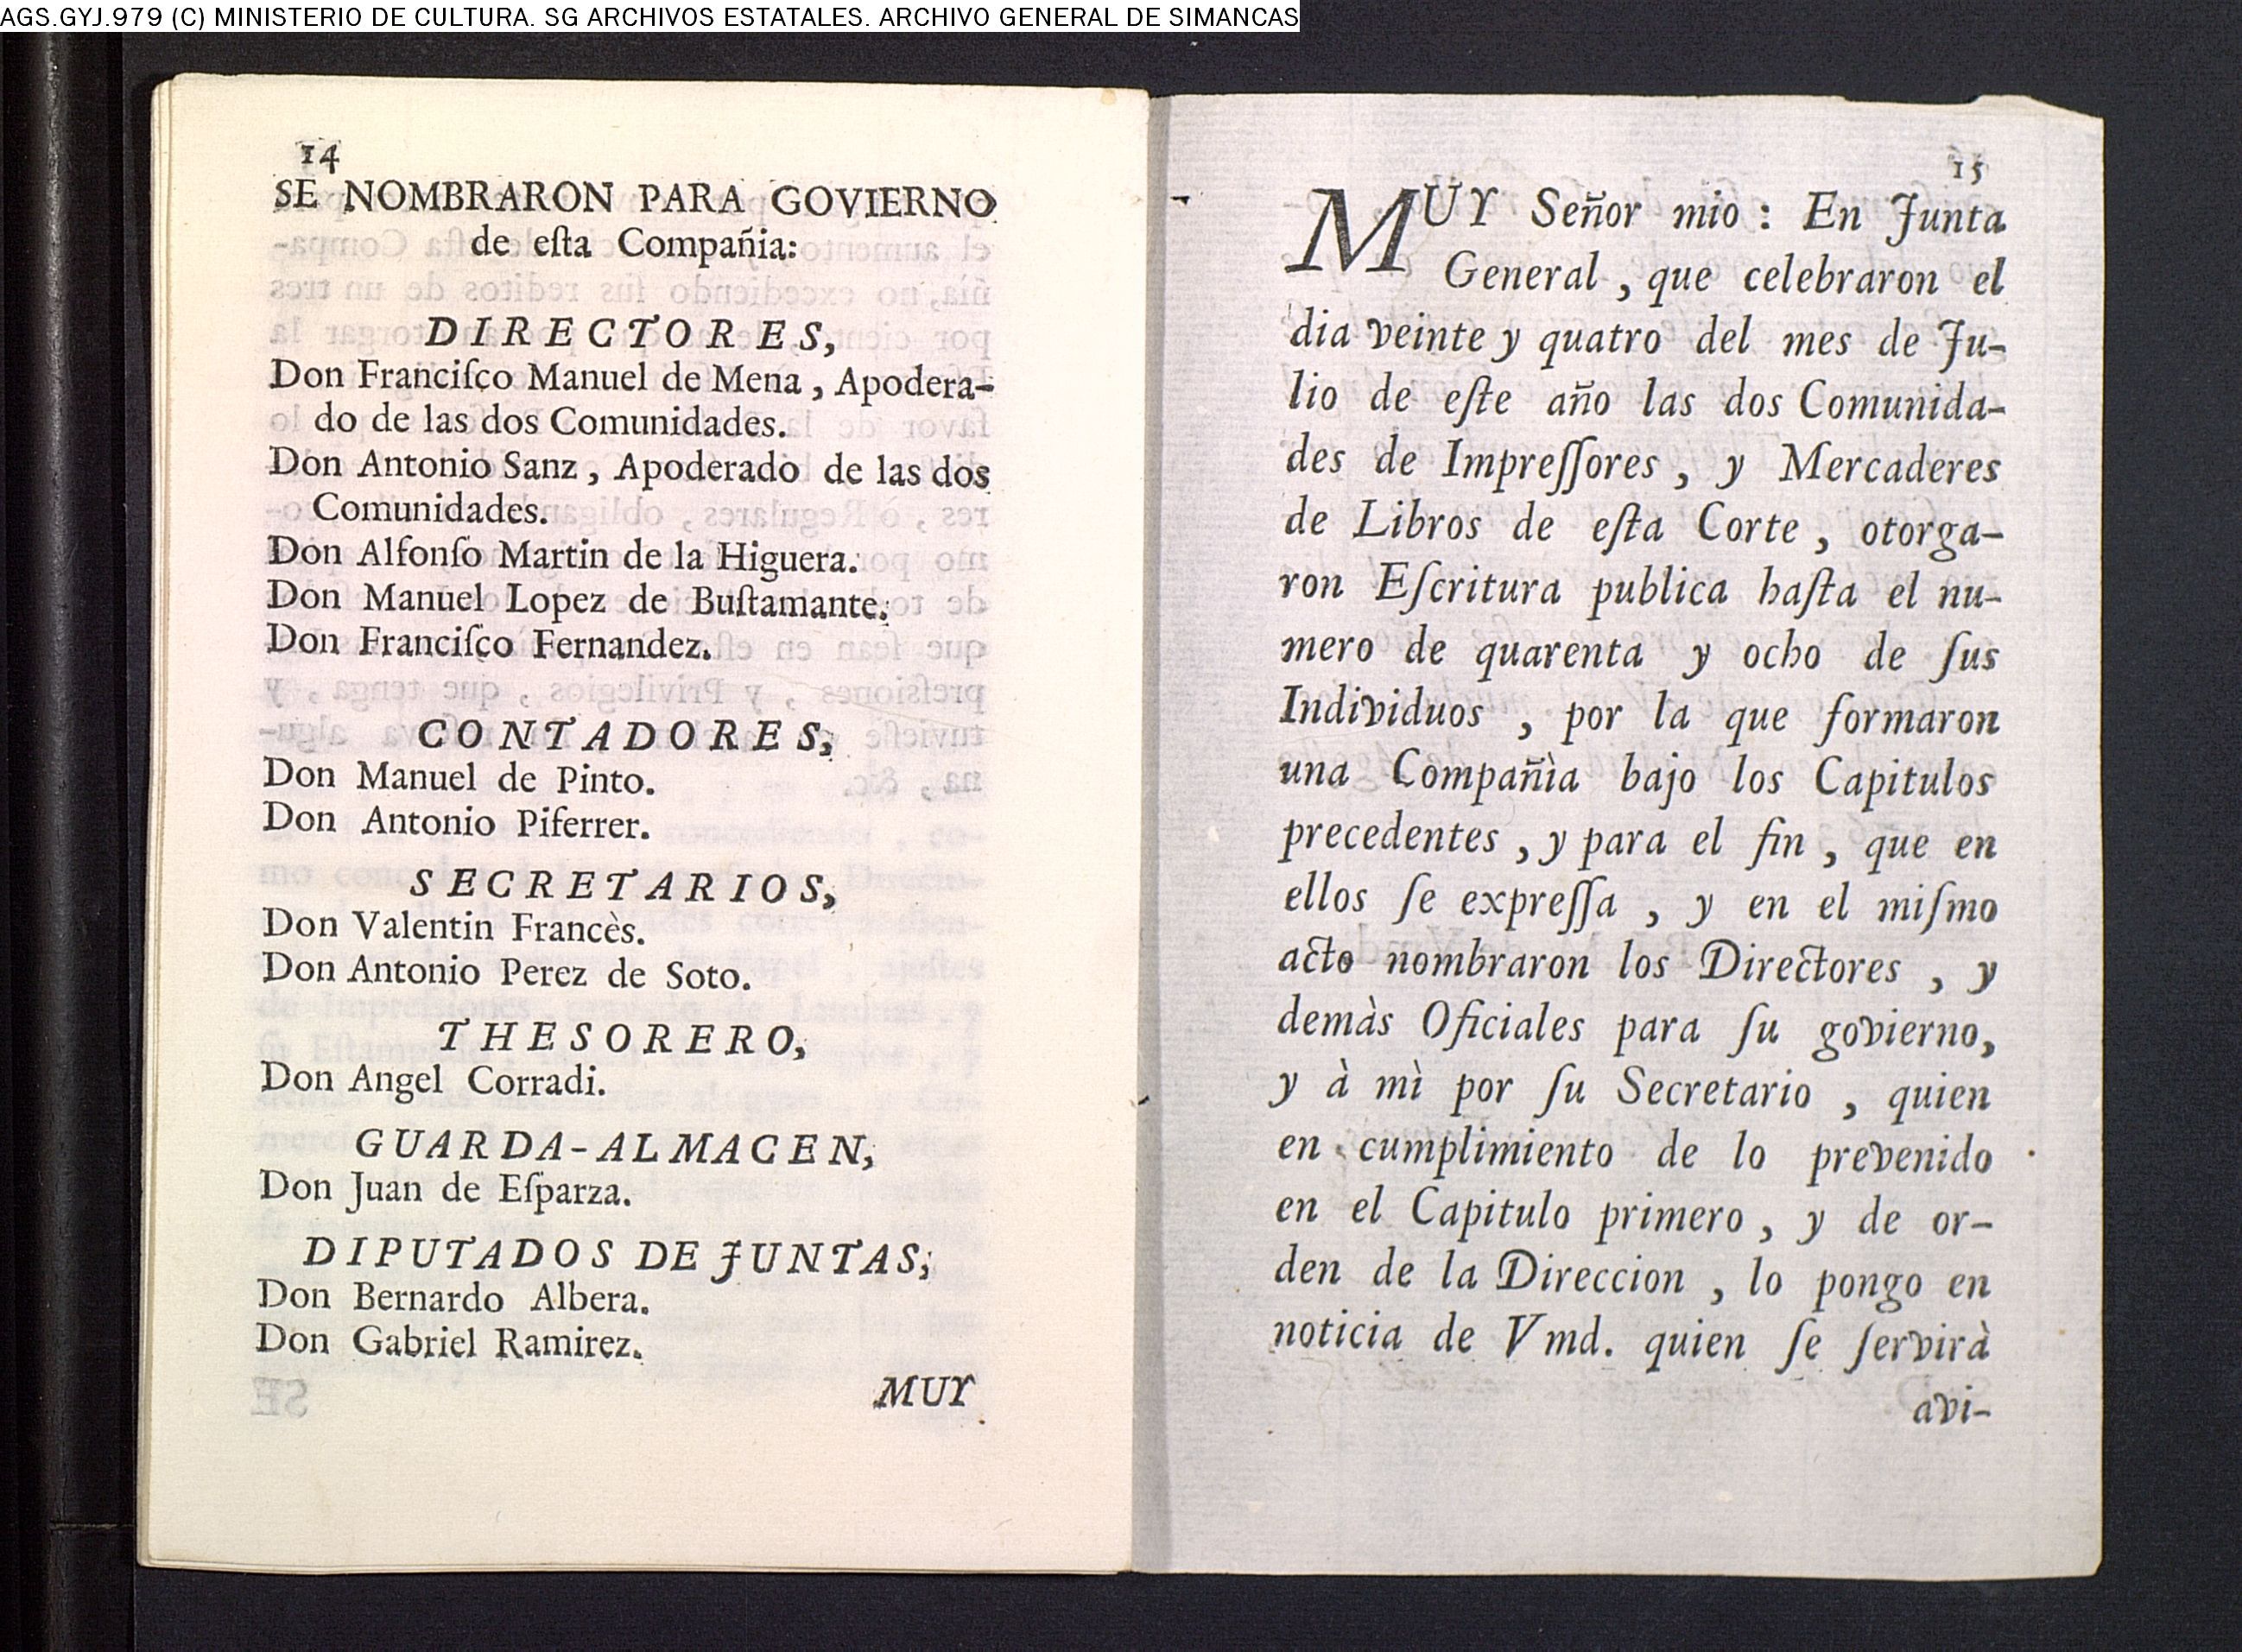 AGS.GYJ.979 (C) MINISTERIO DE CULTURA. SG ARCHIVOS ESTATALES. ARCHIVO GENERAL DE SIMANCAS
14
SE NOMBRARON PARA GOVIERNO
de eſta Compañia:
DIRECTORES,
Don Franciſco Manuel de Mena, Apodera-
do de las dos Comunidades.
Don Antonio Sanz, Apoderado de las dos
Comunidades.
Don Alfonſo Martin de la Higuera.
Don Manuel Lopez de Buſtamante.
Don Franciſco Fernandez.
CONTADORES,
Don Manuel de Pinto.
Don Antonio Piferrer.
SECRETARIOS,
Don Valentin Francès.
Don Antonio Perez de Soto.
THESORERO,
Don Angel Corradi.
GUARDA-ALMACEN,
Don Juan de Eſparza.
DIPUTADOS DE JUNTAS,
Don Bernardo Albera.
Don Gabriel Ramirez.
MUY
15
MUY Señor mio: En Junta
General, que celebraron el
dia veinte y quatro del mes de Ju-
lio de eſte año las dos Comunida-
des de Impreſſores, y Mercaderes
de Libros de eſta Corte, otorga-
ron Eſcritura publica haſta el nu-
mero de quarenta y ocho de ſus
Individuos, por la que formaron
una Compañìa bajo los Capitulos
precedentes, y para el fin, que en
ellos ſe expreſſa, y en el miſmo
acto nombraron los Directores, y
demàs Oficiales para ſu govierno,
y à mì por ſu Secretario, quien
en cumplimiento de lo prevenido
en el Capitulo primero, y de or-
den de la Direccion, lo pongo en
noticia de Vmd. quien ſe ſervirà
avi-